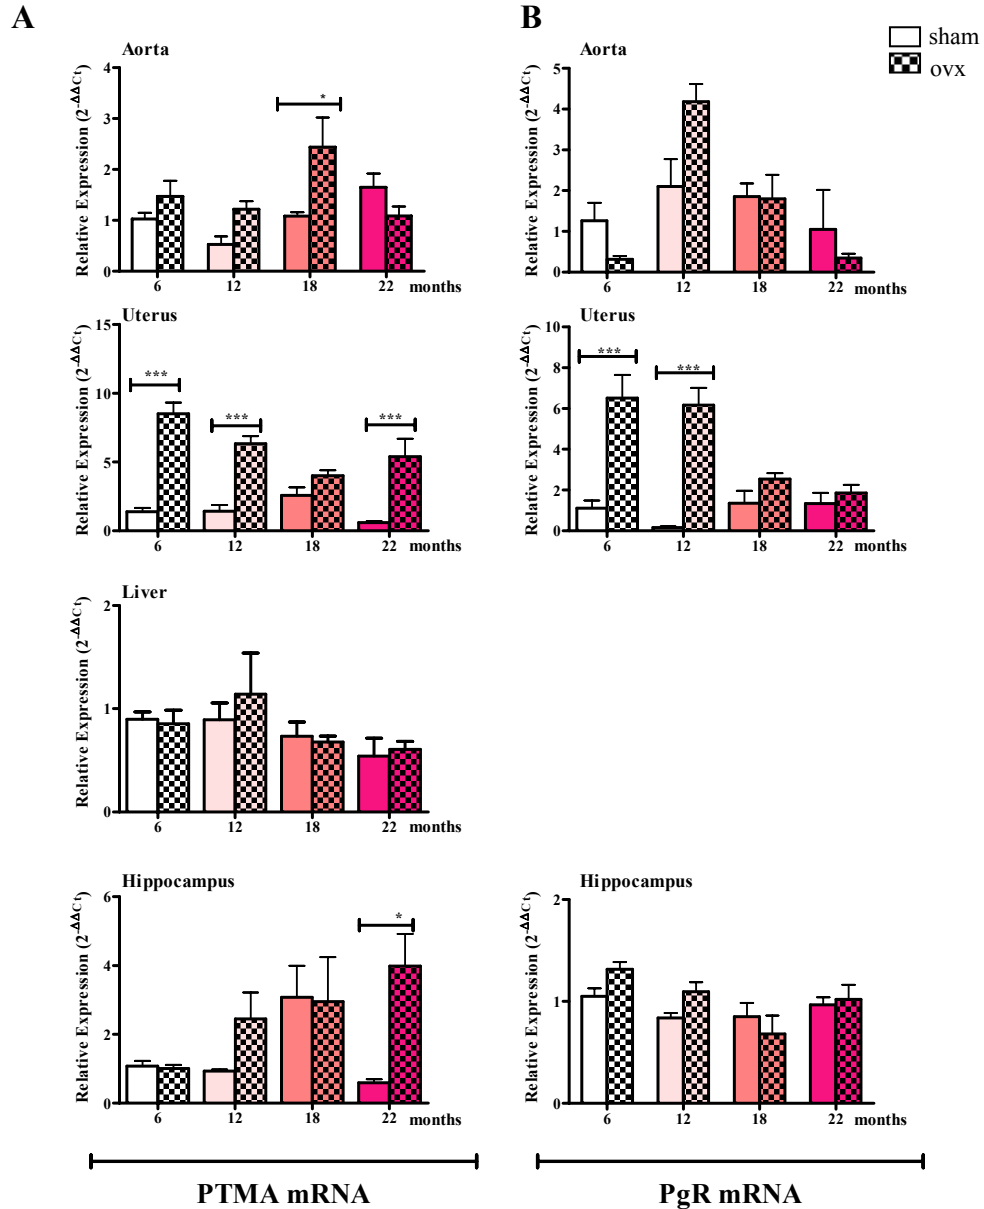 A
B
sham
ovx
Aorta
Relative Expression (2^-ΔΔCt)
4
3
2
1
0
*
6 12 18 22 months
Aorta
Relative Expression (2^-ΔΔCt)
5
4
3
2
1
0
6 12 18 22 months
Uterus
Relative Expression (2^-ΔΔCt)
15
10
5
0
*** *** ***
6 12 18 22 months
Uterus
Relative Expression (2^-ΔΔCt)
10
8
6
4
2
0
*** ***
6 12 18 22 months
Liver
Relative Expression (2^-ΔΔCt)
2
1
0
6 12 18 22 months
Hippocampus
Relative Expression (2^-ΔΔCt)
6
4
2
0
*
6 12 18 22 months
Hippocampus
Relative Expression (2^-ΔΔCt)
2
1
0
6 12 18 22 months
PTMA mRNA
PgR mRNA